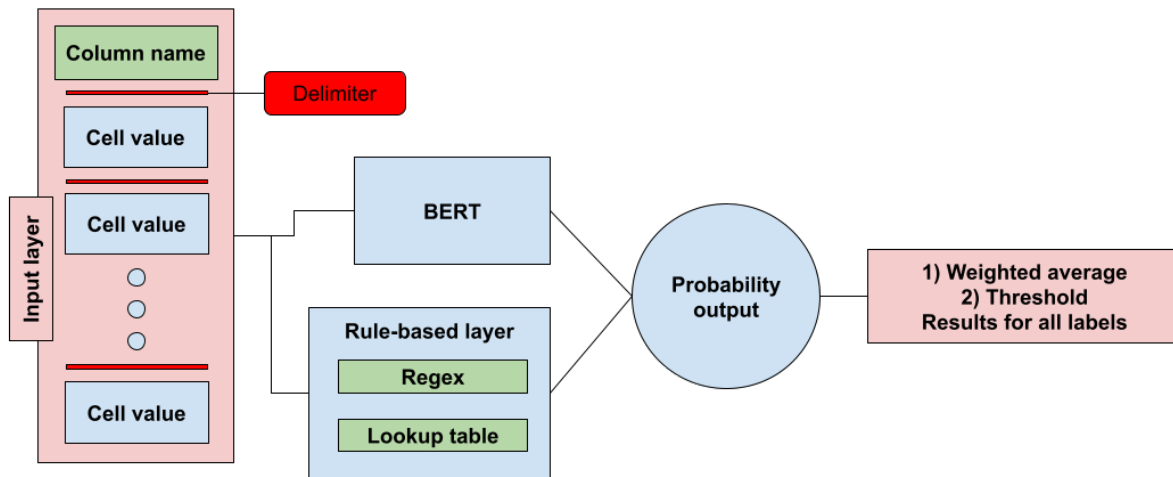 Column name
Delimiter
Cell value
Cell value
Cell value
Input layer
BERT
Rule-based layer
Regex
Lookup table
Probability
output
1) Weighted average
2) Threshold
Results for all labels